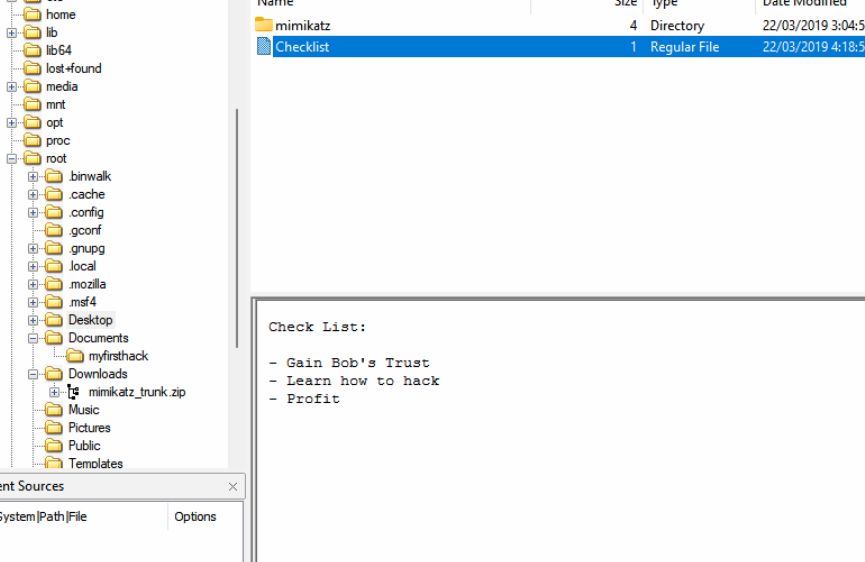 home
lib
lib64
lost+found
media
mnt
opt
proc
root
.binwalk
.cache
.config
.gconf
.gnupg
.local
.mozilla
.msf4
Desktop
Documents
myfirsthack
Downloads
mimikatz_trunk.zip
Music
Pictures
Public
Templates
ent Sources
System|Path|File Options
Name Size Type Date Modified
mimikatz 4 Directory 22/03/2019 3:04:5
Checklist 1 Regular File 22/03/2019 4:18:5
Check List:
- Gain Bob's Trust
- Learn how to hack
- Profit